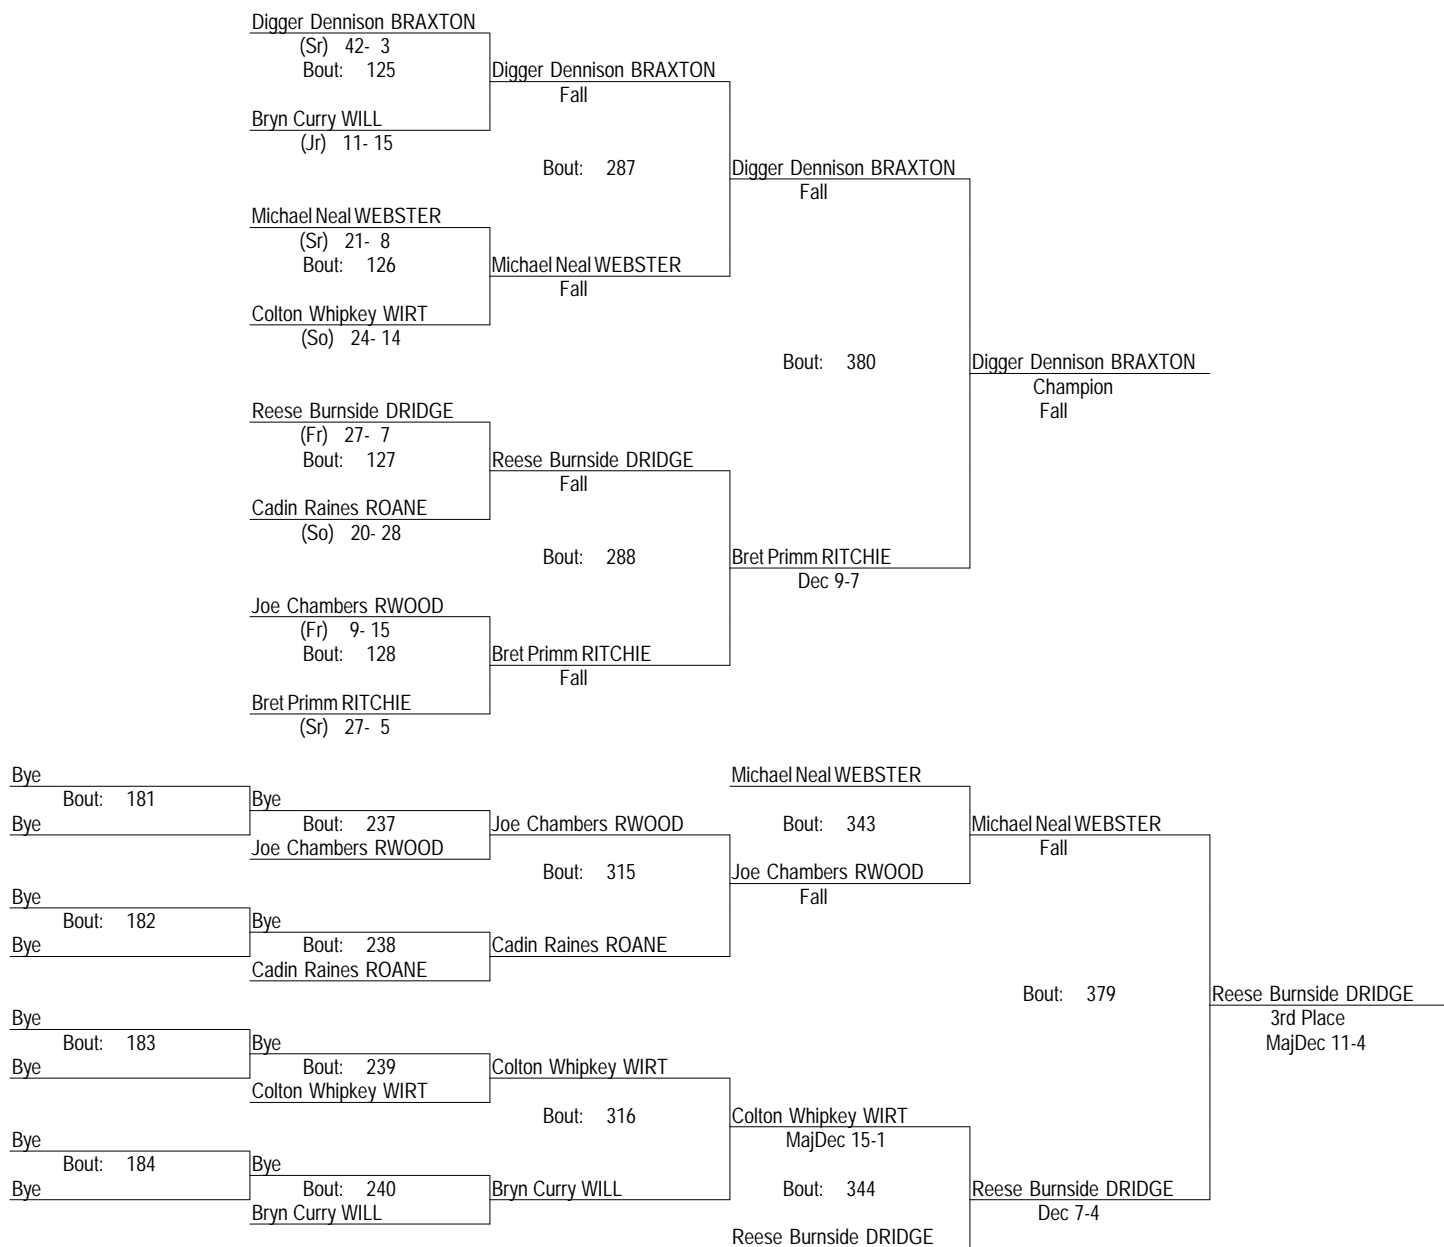 Digger Dennison BRAXTON
(Sr) 42- 3
Bout: 125
Digger Dennison BRAXTON
Fall
Bryn Curry WILL
(Jr) 11- 15
Bout: 287
Digger Dennison BRAXTON
Fall
Michael Neal WEBSTER
(Sr) 21- 8
Bout: 126
Michael Neal WEBSTER
Fall
Colton Whipkey WIRT
(So) 24- 14
Bout: 380
Digger Dennison BRAXTON
Champion
Fall
Reese Burnside DRIDGE
(Fr) 27- 7
Bout: 127
Reese Burnside DRIDGE
Fall
Cadin Raines ROANE
(So) 20- 28
Bout: 288
Bret Primm RITCHIE
Dec 9-7
Joe Chambers RWOOD
(Fr) 9- 15
Bout: 128
Bret Primm RITCHIE
Fall
Bret Primm RITCHIE
(Sr) 27- 5
Bye
Bout: 181
Bye
Bye
Bout: 237
Joe Chambers RWOOD
Joe Chambers RWOOD
Bout: 315
Michael Neal WEBSTER
Bout: 343
Michael Neal WEBSTER
Fall
Joe Chambers RWOOD
Fall
Bye
Bout: 182
Bye
Bye
Bout: 238
Cadin Raines ROANE
Cadin Raines ROANE
Bout: 379
Reese Burnside DRIDGE
3rd Place
MajDec 11-4
Bye
Bout: 183
Bye
Bye
Bout: 239
Colton Whipkey WIRT
Colton Whipkey WIRT
Bout: 316
Colton Whipkey WIRT
MajDec 15-1
Bye
Bout: 184
Bye
Bye
Bout: 240
Bryn Curry WILL
Bryn Curry WILL
Bout: 344
Reese Burnside DRIDGE
Dec 7-4
Reese Burnside DRIDGE